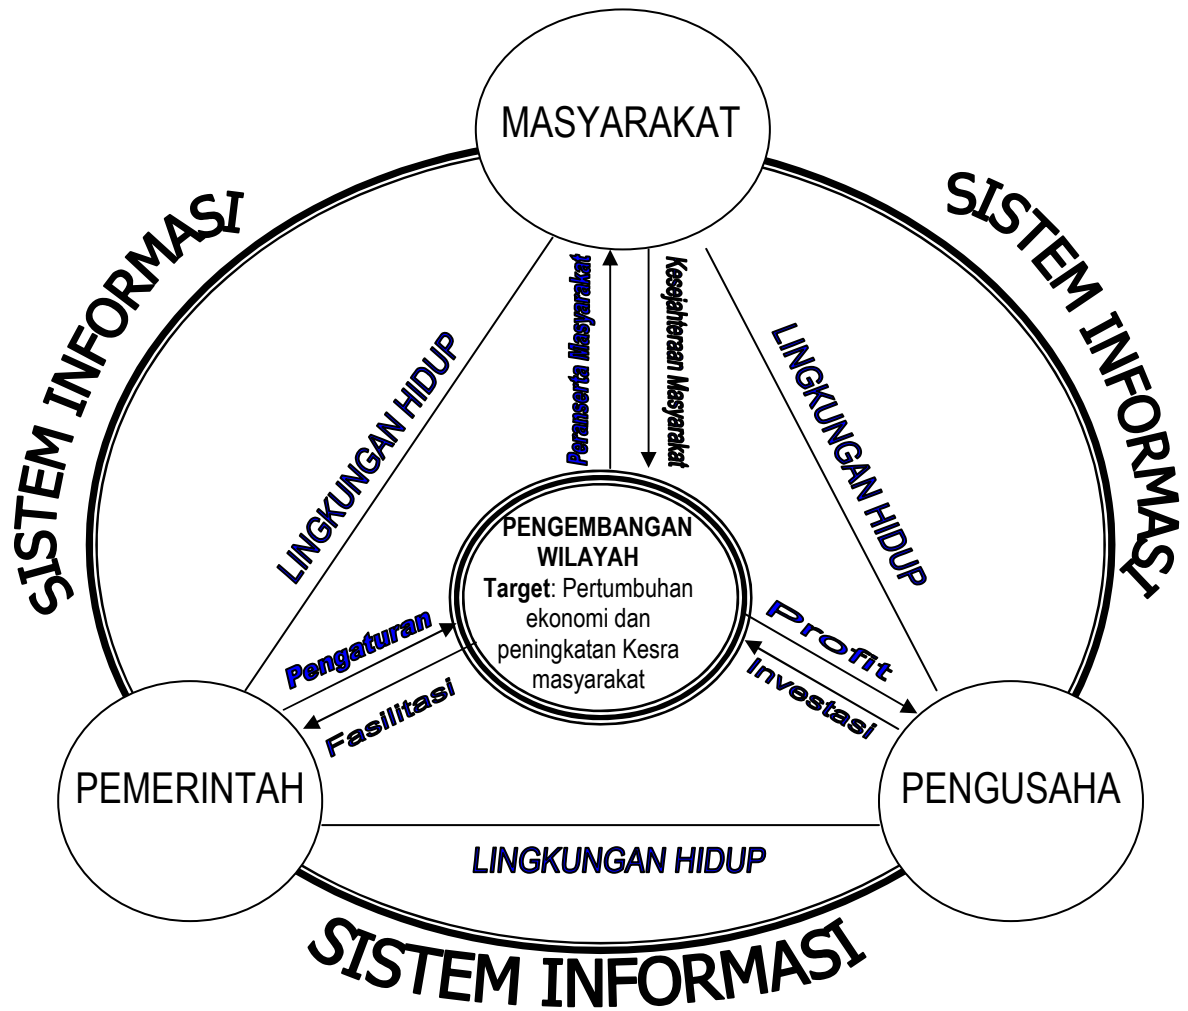 MASYARAKAT
SISTEM INFORMASI
SISTEM INFORMASI
Peranserta Masyarakat
Kesejahteraan Masyarakat
LINGKUNGAN HIDUP
LINGKUNGAN HIDUP
PENGEMBANGAN
WILAYAH
Target: Pertumbuhan
ekonomi dan
peningkatan Kesra
masyarakat
Pengaturan
Fasilitasi
Profit
Investasi
PEMERINTAH
PENGUSAHA
LINGKUNGAN HIDUP
SISTEM INFORMASI